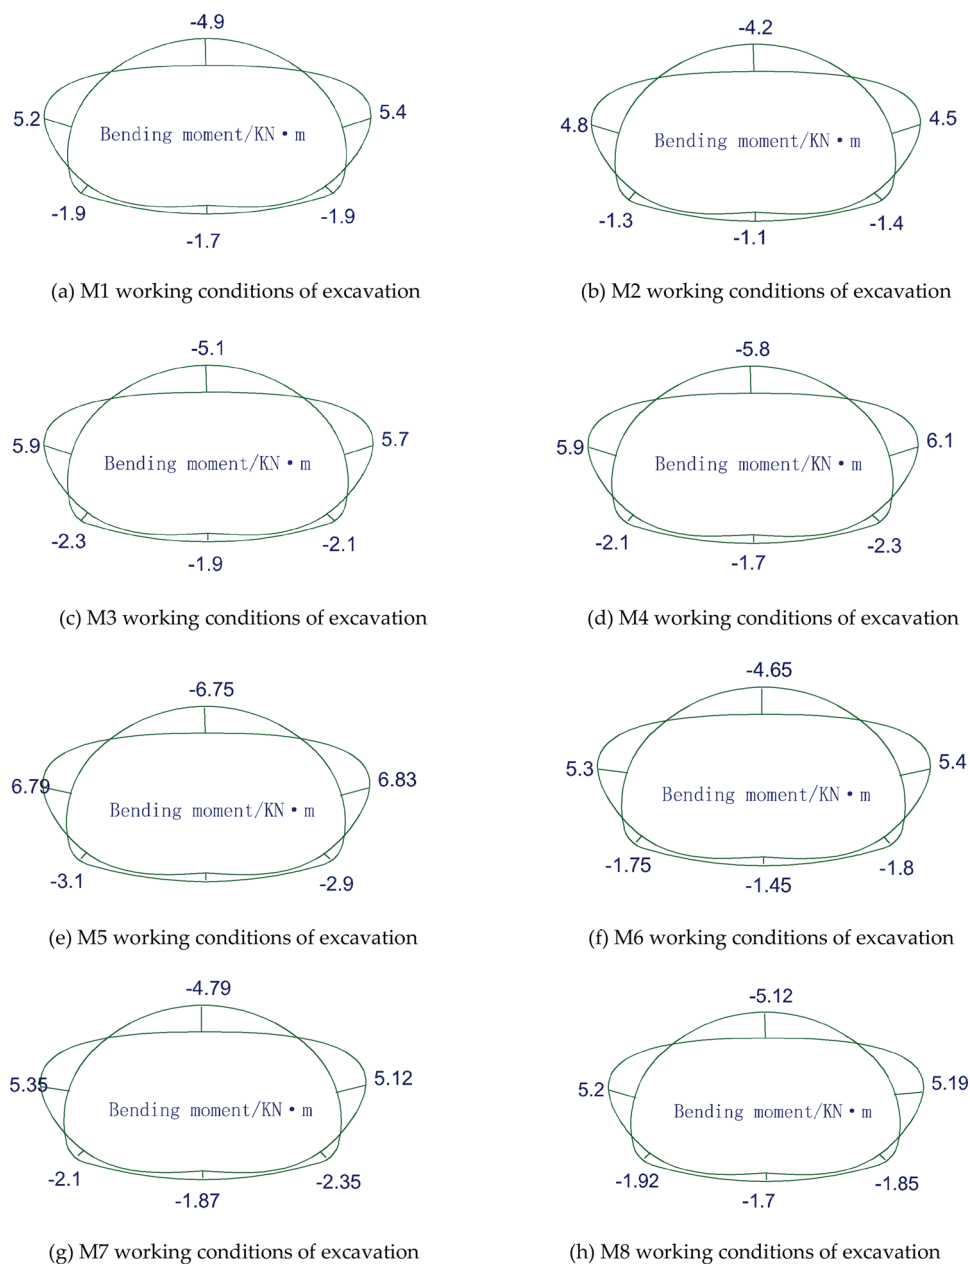 -4.9
5.2
5.4
Bending moment/KN·m
-1.9
-1.9
-1.7
(a) M1 working conditions of excavation
-4.2
4.8
4.5
Bending moment/KN·m
-1.3
-1.4
-1.1
(b) M2 working conditions of excavation
-5.1
5.9
5.7
Bending moment/KN·m
-2.3
-2.1
-1.9
(c) M3 working conditions of excavation
-5.8
5.9
6.1
Bending moment/KN·m
-2.1
-2.3
-1.7
(d) M4 working conditions of excavation
-6.75
6.79
6.83
Bending moment/KN·m
-3.1
-2.9
(e) M5 working conditions of excavation
-4.65
5.3
5.4
Bending moment/KN·m
-1.75
-1.8
-1.45
(f) M6 working conditions of excavation
-4.79
5.35
5.12
Bending moment/KN·m
-2.1
-2.35
-1.87
(g) M7 working conditions of excavation
-5.12
5.2
5.19
Bending moment/KN·m
-1.92
-1.85
-1.7
(h) M8 working conditions of excavation